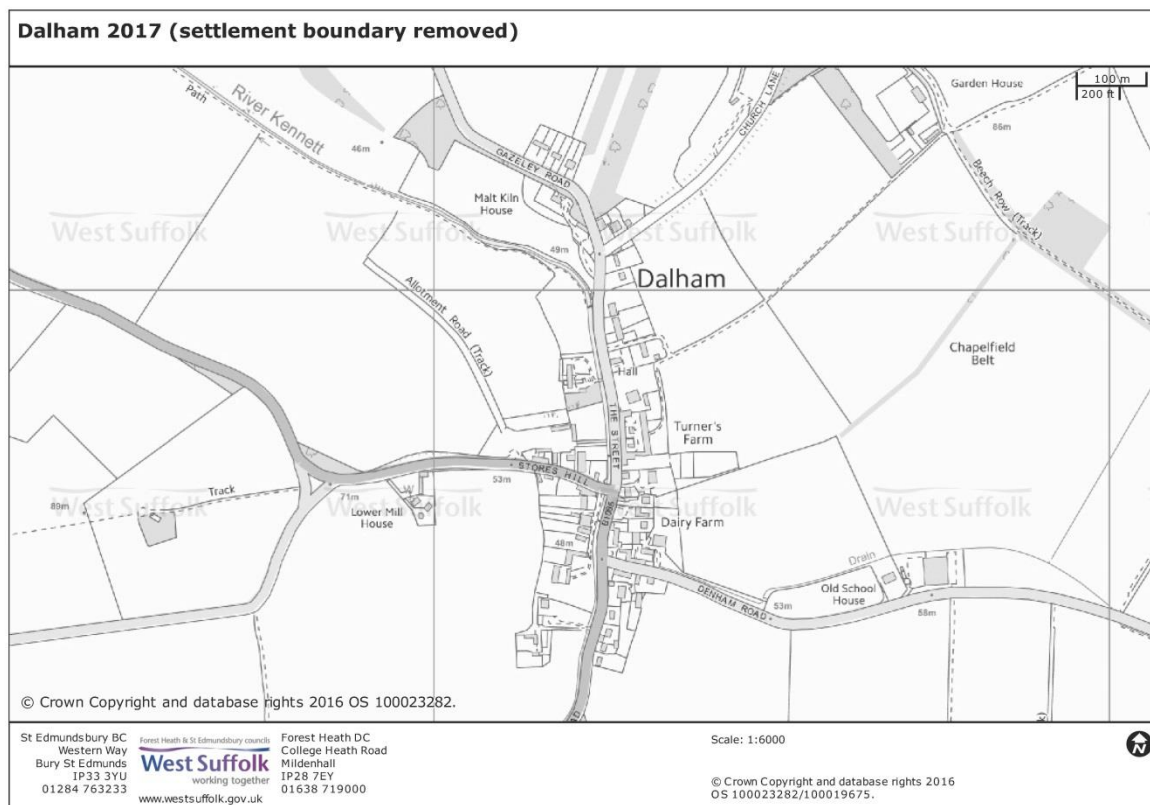 Dalham 2017 (settlement boundary removed)
100 m
200 ft
Garden House
86m
Path
River Kennett
46m
CHURCH LANE
GAZELEY ROAD
Malt Kiln
House
Beech Row (Track)
West Suffolk
West Suffolk
West Suffolk
West Suffolk
49m
Dalham
Allotment Road (Track)
Chapelfield
Belt
Hall
THE STREET
Turner's
Farm
STORES HILL
53m
Track
71m
89m
West Suffolk
West Suffolk
West Suffolk
West Suffolk
Lower Mill
House
B1085
Dairy Farm
48m
Drain
DENHAM ROAD
53m
Old School
House
58m
© Crown Copyright and database rights 2016 OS 100023282.
St Edmundsbury BC
Western Way
Bury St Edmunds
IP33 3YU
01284 763233
Forest Heath & St Edmundsbury councils
West Suffolk
working together
www.westsuffolk.gov.uk
Forest Heath DC
College Heath Road
Mildenhall
IP28 7EY
01638 719000
Scale: 1:6000
© Crown Copyright and database rights 2016
OS 100023282/100019675.
N